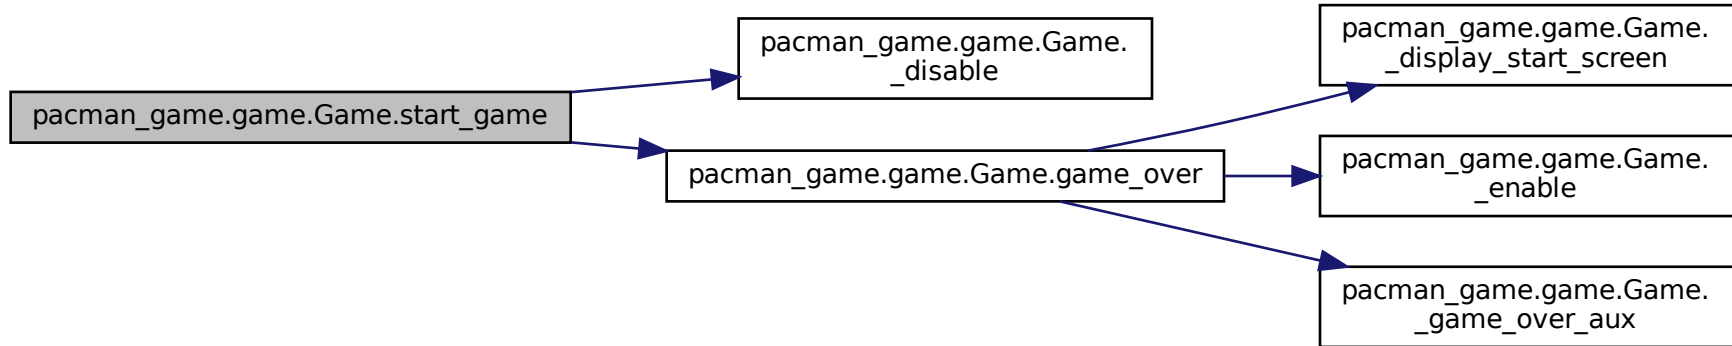 pacman_game.game.Game.start_game
pacman_game.game.Game.
_disable
pacman_game.game.Game.game_over
pacman_game.game.Game.
_display_start_screen
pacman_game.game.Game.
_enable
pacman_game.game.Game.
_game_over_aux